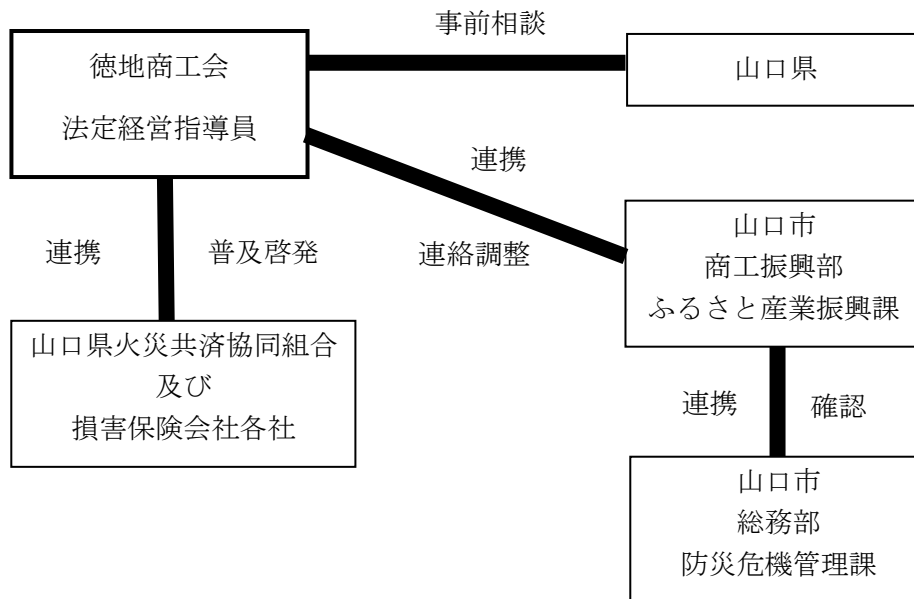 事前相談
徳地商工会
法定経営指導員
山口県
連携
連絡調整
山口市
商工振興部
ふるさと産業振興課
連携
普及啓発
山口県火災共済協同組合
及び
損害保険会社各社
連携
確認
山口市
総務部
防災危機管理課